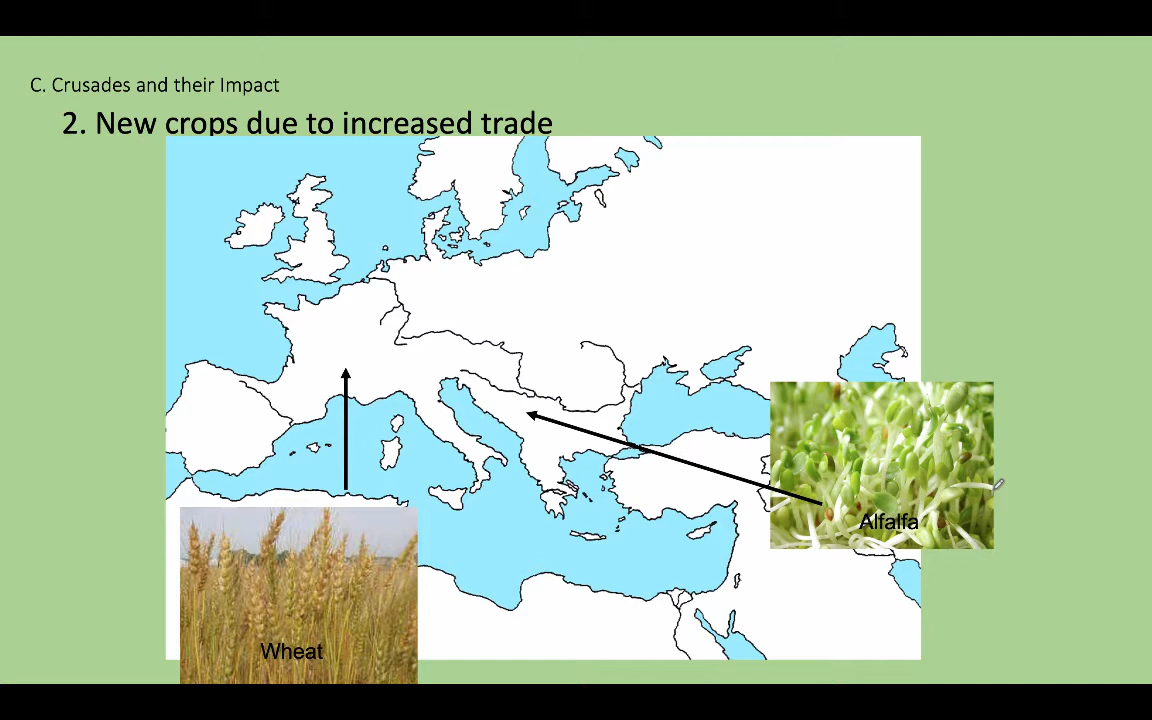 C. Crusades and their Impact
2. New crops due to increased trade
Alfalfa
Wheat